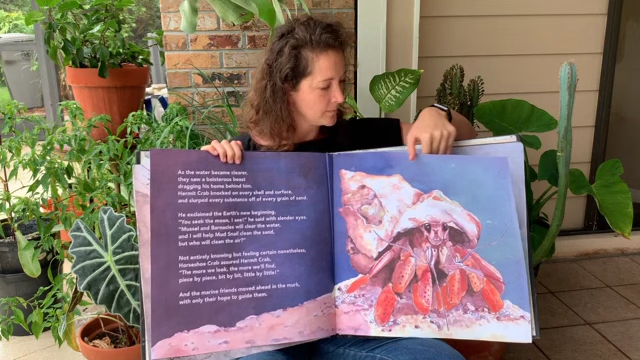 As the water became clearer,
they saw a boisterous beast
dragging his home behind him.
Hermit Crab knocked on every shell and surface,
and slurped every substance off of every grain of sand.
He exclaimed the Earth's new beginning.
"You seek the moon, I see!" he said with slender eyes.
"Mussel and Barnacles will clear the water,
and I will help Mud Snail clean the sand,
but who will clean the air?"
Not entirely knowing but feeling certain nonetheless,
Horseshoe Crab assured Hermit Crab,
"The more we look, the more we'll find.
piece by piece, bit by bit, little by little!"
And the marine friends moved ahead in the murk,
with only their hope to guide them.